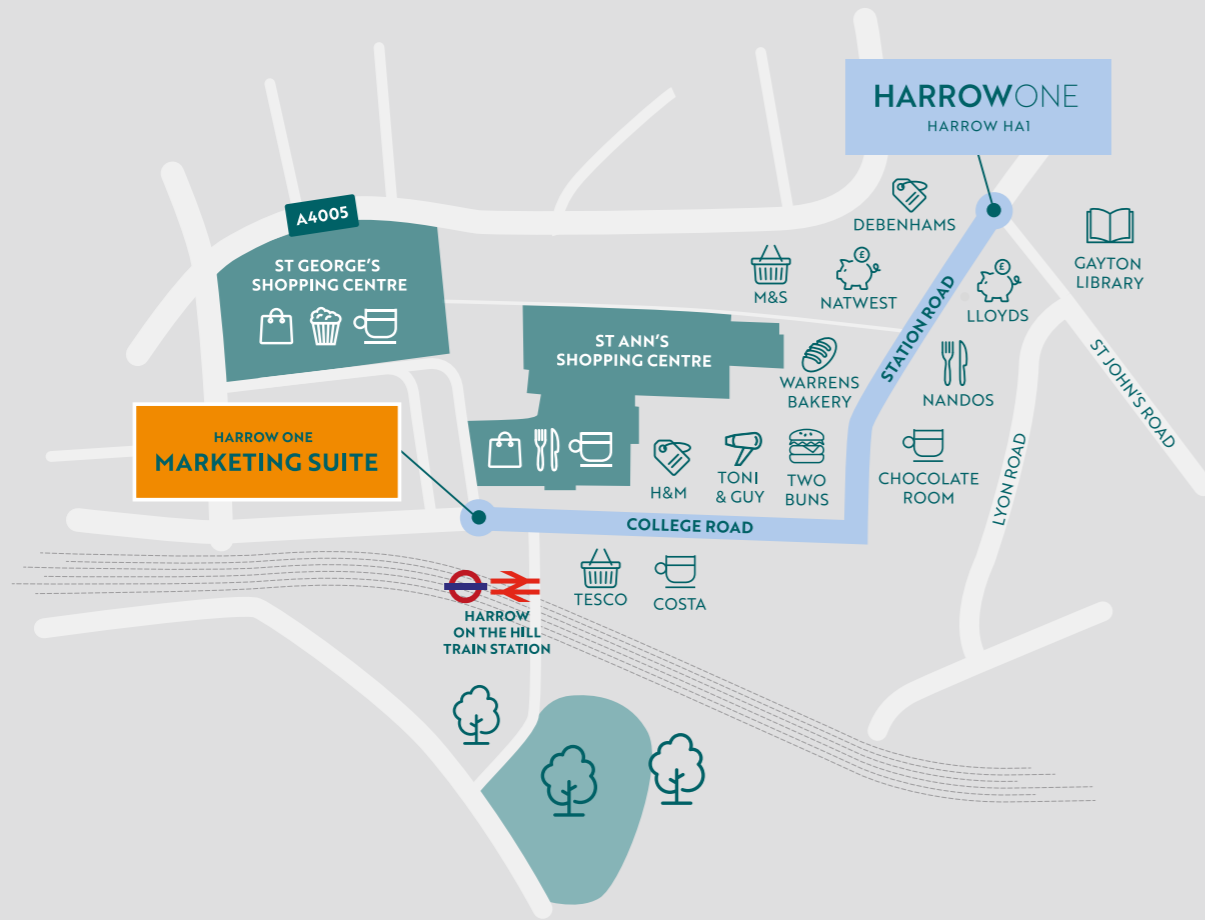 HARROWONE
HARROW HA1
A4005
DEBENHAMS
ST GEORGE'S
SHOPPING CENTRE
GAYTON
LIBRARY
M&S
NATWEST
LLOYDS
STATION ROAD
ST ANN'S
SHOPPING CENTRE
WARRENS
BAKERY
NANDOS
ST JOHN'S ROAD
HARROW ONE
MARKETING SUITE
H&M
TONI
& GUY
TWO
BUNS
CHOCOLATE
ROOM
LYON ROAD
COLLEGE ROAD
TESCO
COSTA
HARROW
ON THE HILL
TRAIN STATION
£
£